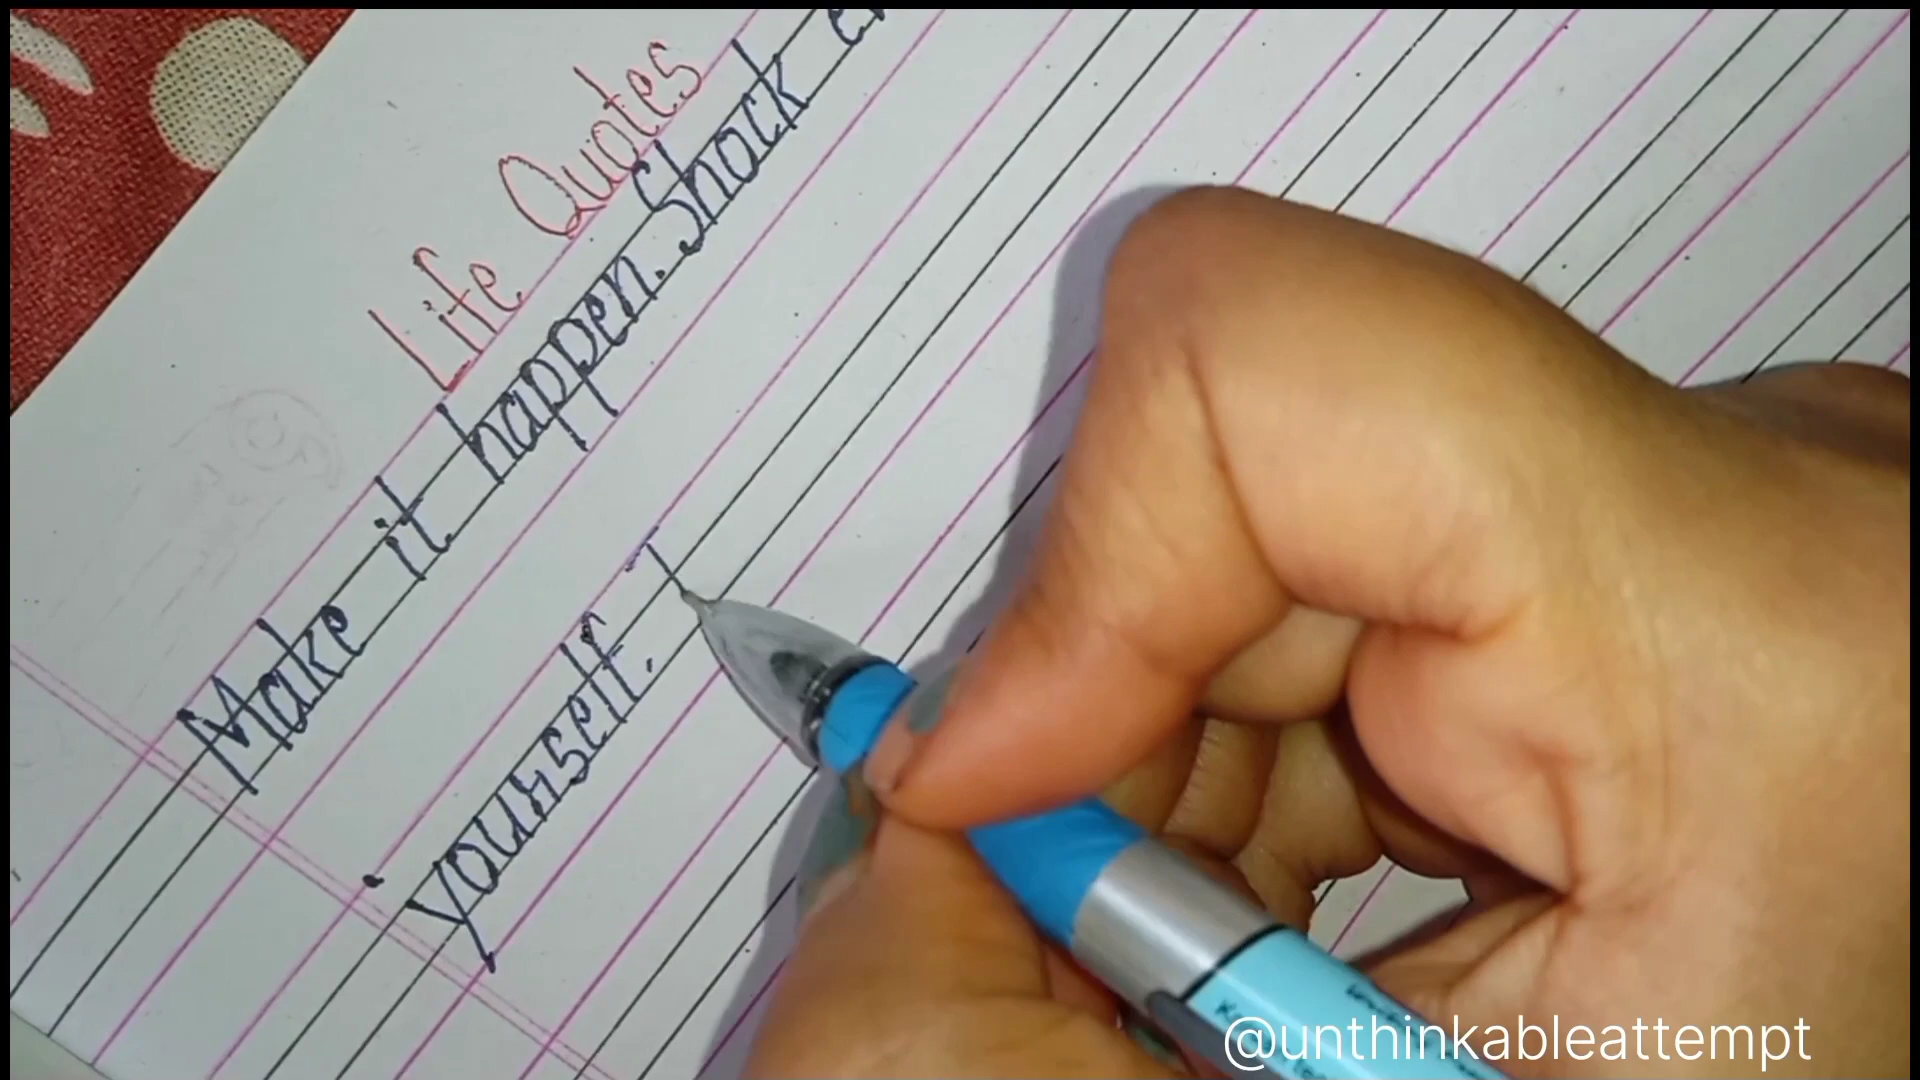 Life Quotes
Make it happen. Shock
yourself.
@unthinkableattempt